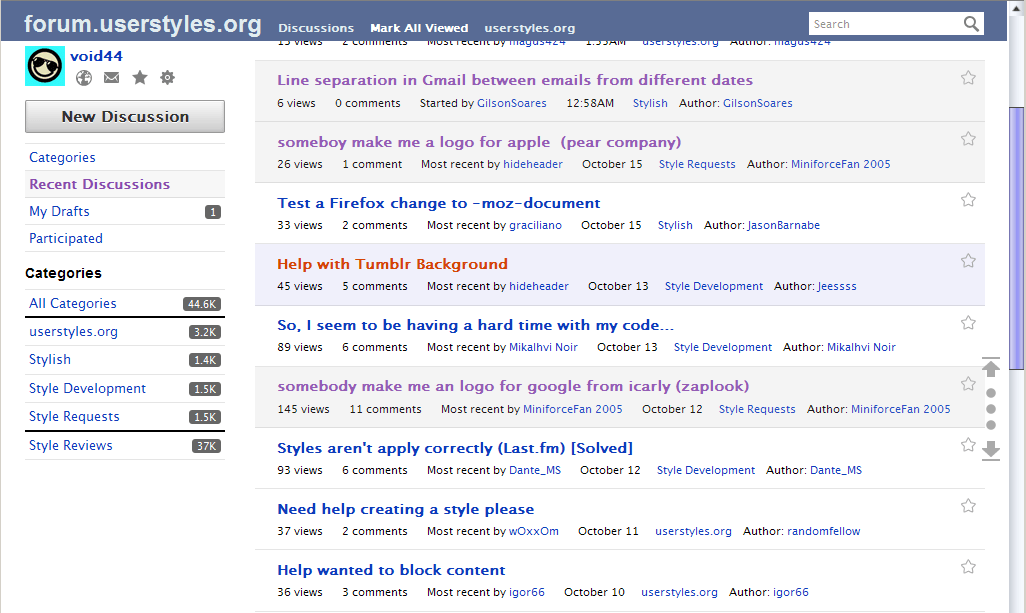 forum.userstyles.org Discussions Mark All Viewed userstyles.org Search
void44
New Discussion
Categories
Recent Discussions
My Drafts 1
Participated
Categories
All Categories 44.6K
userstyles.org 3.2K
Stylish 1.4K
Style Development 1.5K
Style Requests 1.5K
Style Reviews 37K
13 views 2 comments Most recent by magus424 1:55AM userstyles.org Author: magus424
Line separation in Gmail between emails from different dates
6 views 0 comments Started by GilsonSoares 12:58AM Stylish Author: GilsonSoares
someboy make me a logo for apple (pear company)
26 views 1 comment Most recent by hideheader October 15 Style Requests Author: MiniforceFan 2005
Test a Firefox change to -moz-document
33 views 2 comments Most recent by graciliano October 15 Stylish Author: JasonBarnabe
Help with Tumblr Background
45 views 5 comments Most recent by hideheader October 13 Style Development Author: Jeessss
So, I seem to be having a hard time with my code...
89 views 6 comments Most recent by Mikalhvi Noir October 13 Style Development Author: Mikalhvi Noir
somebody make me an logo for google from icarly (zaplook)
145 views 11 comments Most recent by MiniforceFan 2005 October 12 Style Requests Author: MiniforceFan 2005
Styles aren't apply correctly (Last.fm) [Solved]
93 views 6 comments Most recent by Dante_MS October 12 Style Development Author: Dante_MS
Need help creating a style please
37 views 2 comments Most recent by wOxxOm October 11 userstyles.org Author: randomfellow
Help wanted to block content
36 views 3 comments Most recent by igor66 October 10 userstyles.org Author: igor66